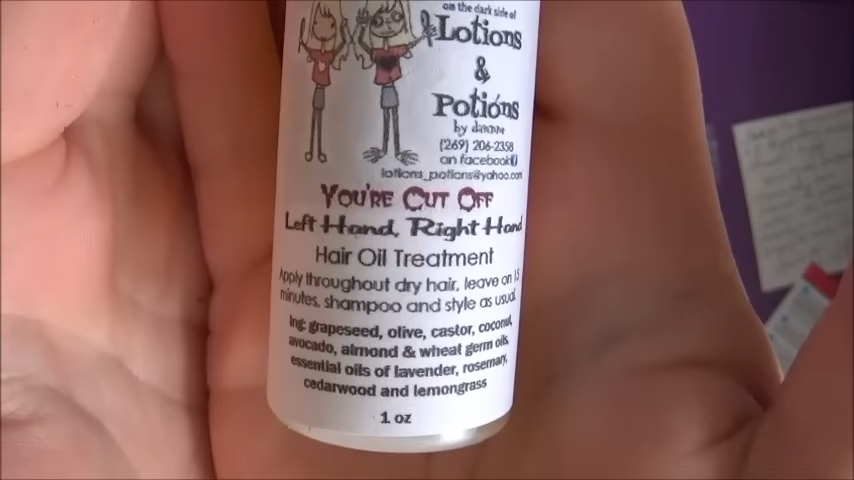 on the dark side of
Lotions
&
Potions
by
(269) 206-2358
on facebook
lotions_potions@yahoo.com
You're Cut Off
Left Hand, Right Hand
Hair Oil Treatment
Apply throughout dry hair, leave on 15
minutes, shampoo and style as usual.
Ing: grapeseed, olive, castor, coconut,
avocado, almond & wheat germ oils,
essential oils of lavender, rosemary,
cedarwood and lemongrass
1 oz